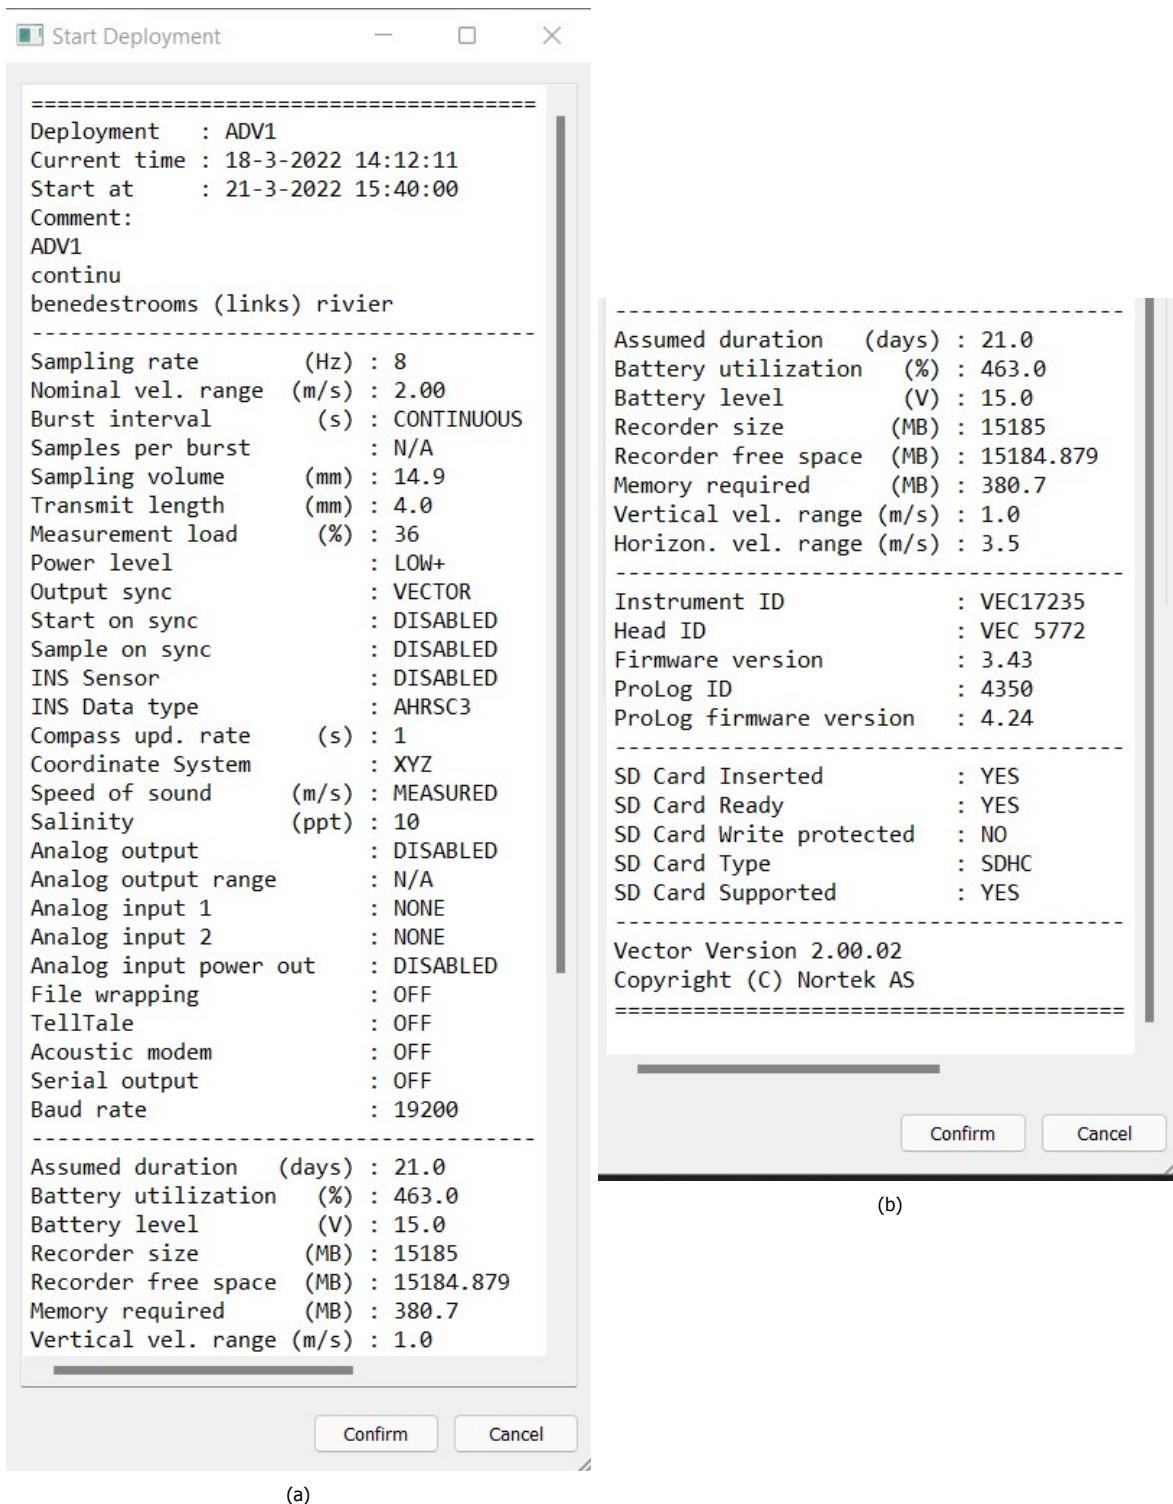 Start Deployment
=======================================
Deployment   : ADV1
Current time : 18-3-2022 14:12:11
Start at     : 21-3-2022 15:40:00
Comment:
ADV1
continu
benedestrooms (links) rivier
---------------------------------------
Sampling rate        (Hz) : 8
Nominal vel. range  (m/s) : 2.00
Burst interval        (s) : CONTINUOUS
Samples per burst         : N/A
Sampling volume      (mm) : 14.9
Transmit length      (mm) : 4.0
Measurement load      (%) : 36
Power level               : LOW+
Output sync               : VECTOR
Start on sync             : DISABLED
Sample on sync            : DISABLED
INS Sensor                : DISABLED
INS Data type             : AHRSC3
Compass upd. rate     (s) : 1
Coordinate System         : XYZ
Speed of sound      (m/s) : MEASURED
Salinity            (ppt) : 10
Analog output             : DISABLED
Analog output range       : N/A
Analog input 1            : NONE
Analog input 2            : NONE
Analog input power out    : DISABLED
File wrapping             : OFF
TellTale                  : OFF
Acoustic modem            : OFF
Serial output             : OFF
Baud rate                 : 19200
---------------------------------------
Assumed duration   (days) : 21.0
Battery utilization   (%) : 463.0
Battery level         (V) : 15.0
Recorder size        (MB) : 15185
Recorder free space  (MB) : 15184.879
Memory required      (MB) : 380.7
Vertical vel. range (m/s) : 1.0
Confirm
Cancel
(a)
---------------------------------------
Assumed duration   (days) : 21.0
Battery utilization   (%) : 463.0
Battery level         (V) : 15.0
Recorder size        (MB) : 15185
Recorder free space  (MB) : 15184.879
Memory required      (MB) : 380.7
Vertical vel. range (m/s) : 1.0
Horizon. vel. range (m/s) : 3.5
---------------------------------------
Instrument ID             : VEC17235
Head ID                   : VEC 5772
Firmware version          : 3.43
ProLog ID                 : 4350
ProLog firmware version   : 4.24
---------------------------------------
SD Card Inserted          : YES
SD Card Ready             : YES
SD Card Write protected   : NO
SD Card Type              : SDHC
SD Card Supported         : YES
---------------------------------------
Vector Version 2.00.02
Copyright (C) Nortek AS
=======================================
Confirm
Cancel
(b)